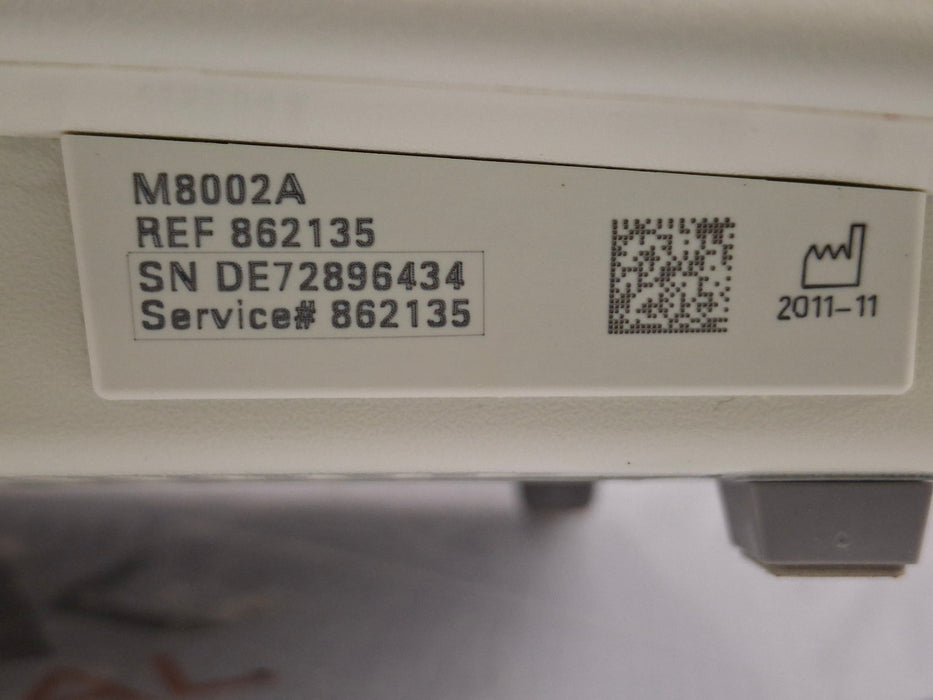 M8002A
REF 862135
SN DE72896434
Service# 862135
2011-11